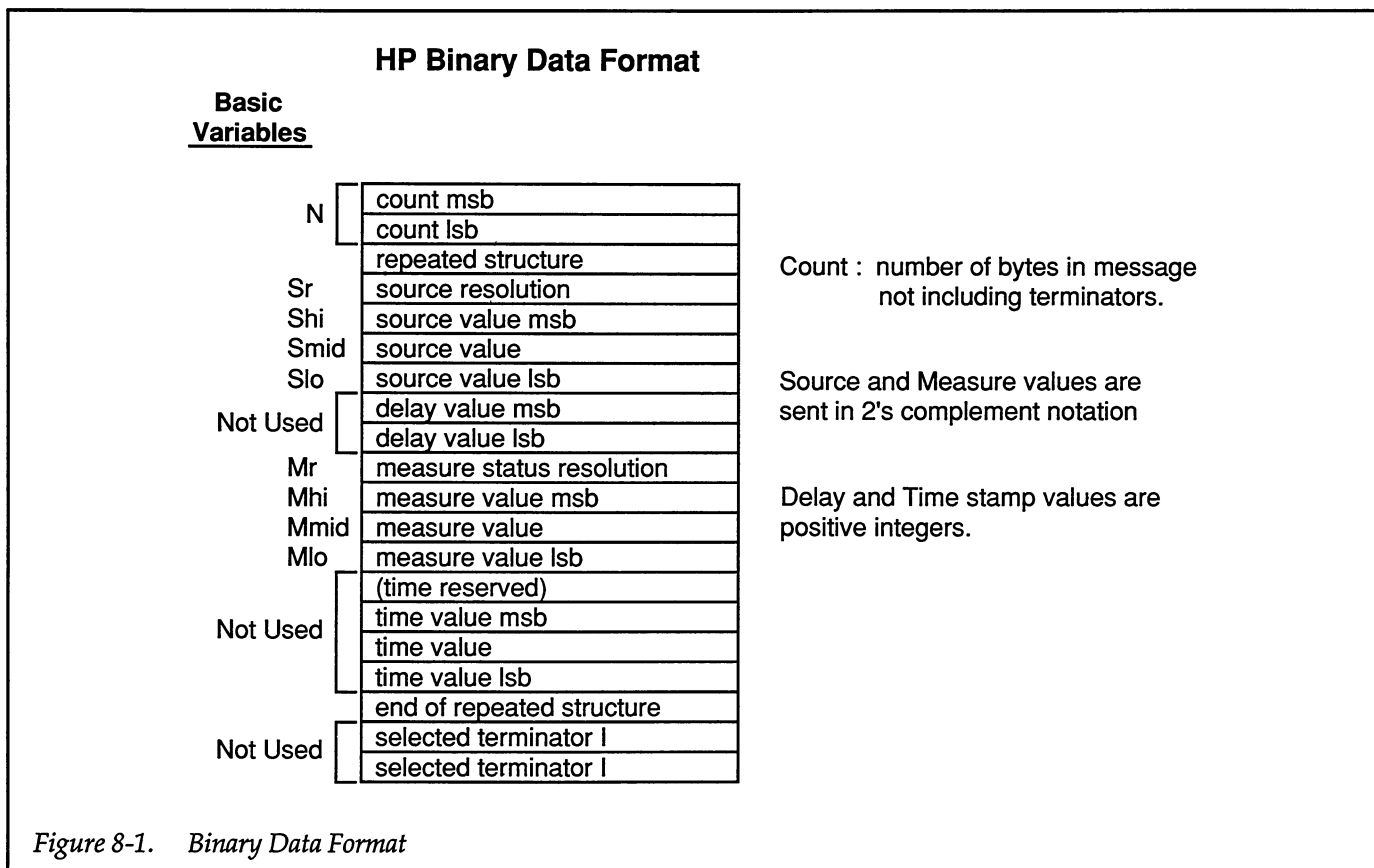 HP Binary Data Format
Basic
Variables
N
count msb
count lsb
repeated structure
Sr source resolution
Shi source value msb
Smid source value
Slo source value lsb
Not Used
delay value msb
delay value lsb
Mr measure status resolution
Mhi measure value msb
Mmid measure value
Mlo measure value lsb
Not Used
(time reserved)
time value msb
time value
time value lsb
end of repeated structure
Not Used
selected terminator I
selected terminator I
Count : number of bytes in message
not including terminators.
Source and Measure values are
sent in 2's complement notation
Delay and Time stamp values are
positive integers.
Figure 8-1. Binary Data Format